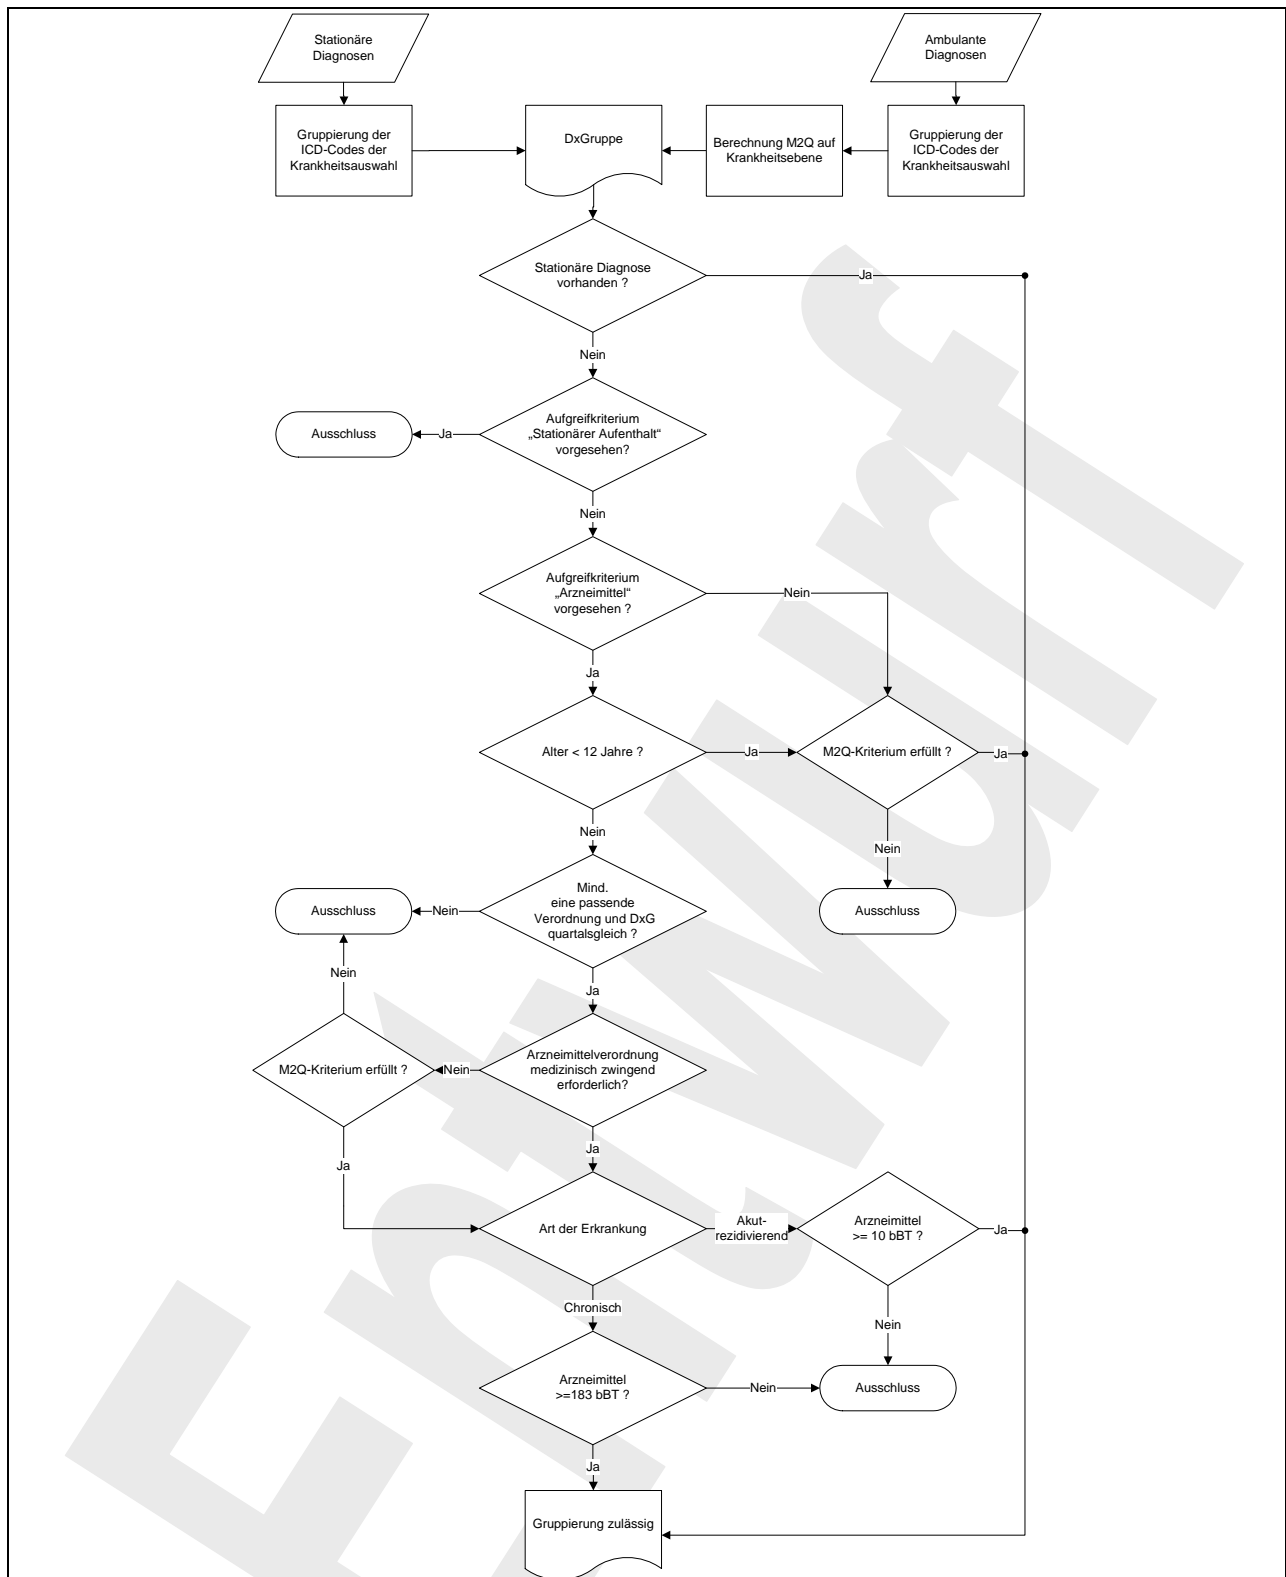 Stationäre
Diagnosen
Ambulante
Diagnosen
Gruppierung der
ICD-Codes der
Krankheitsauswahl
DxGruppe
Berechnung M2Q auf
Krankheitsebene
Gruppierung der
ICD-Codes der
Krankheitsauswahl
Stationäre Diagnose
vorhanden ?
Ja
Nein
Aufgreifkriterium
„Stationärer Aufenthalt“
vorgesehen?
Ja
Ausschluss
Nein
Aufgreifkriterium
„Arzneimittel“
vorgesehen ?
Nein
Ja
Alter < 12 Jahre ?
Ja
M2Q-Kriterium erfüllt ?
Ja
Nein
Nein
Ausschluss
Mind.
eine passende
Verordnung und DxG
quartalsgleich ?
Nein
Ausschluss
Nein
Ja
M2Q-Kriterium erfüllt ?
Nein
Arzneimittelverordnung
medizinisch zwingend
erforderlich?
Ja
Ja
Art der Erkrankung
Akut-
rezidivierend
Arzneimittel
>= 10 bBT ?
Ja
Chronisch
Nein
Arzneimittel
>=183 bBT ?
Nein
Ausschluss
Ja
Gruppierung zulässig
Entwurf